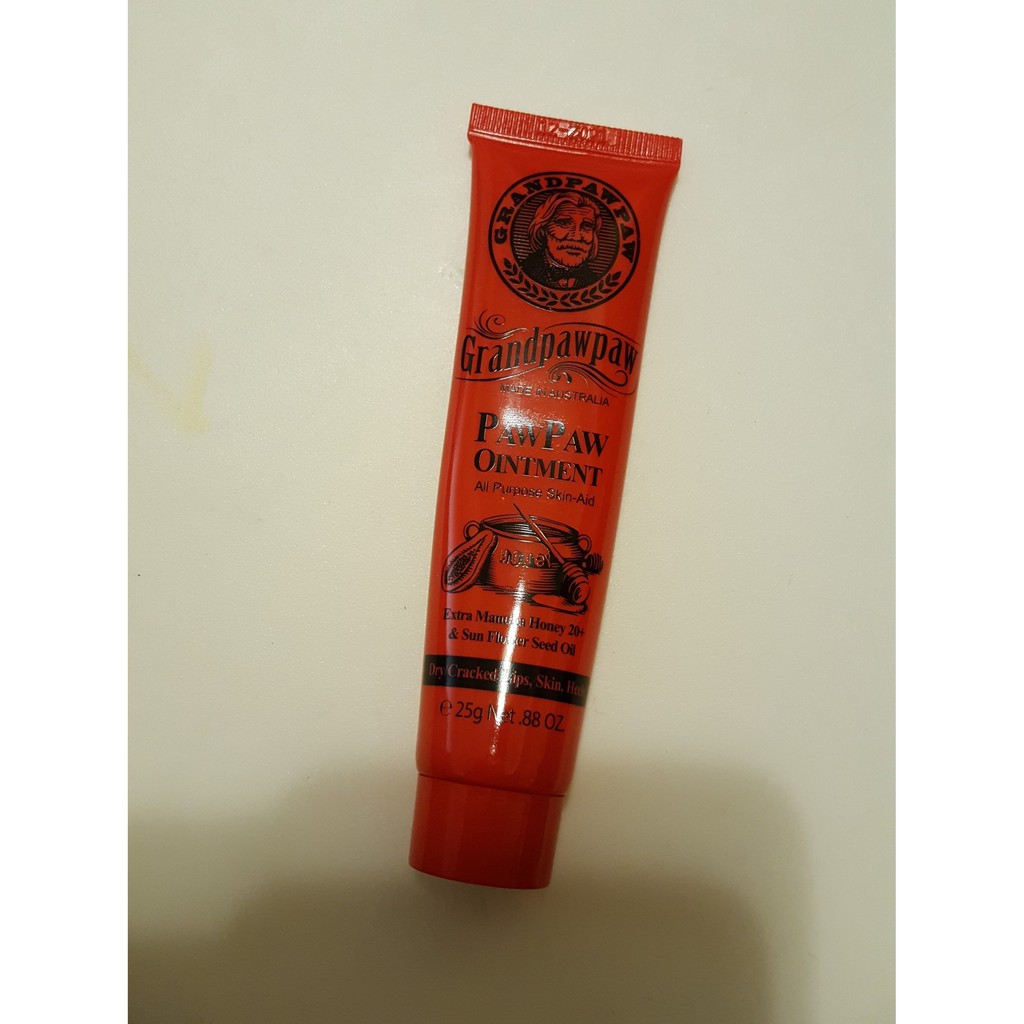 GRANDPAWPAW
Grandpawpaw
MADE IN AUSTRALIA
PAWPAW
OINTMENT
All Purpose Skin-Aid
Extra Manuka Honey 20+
& Sun Flower Seed Oil
Dry/Cracked Lips, Skin.
℮ 25g Net .88 OZ.